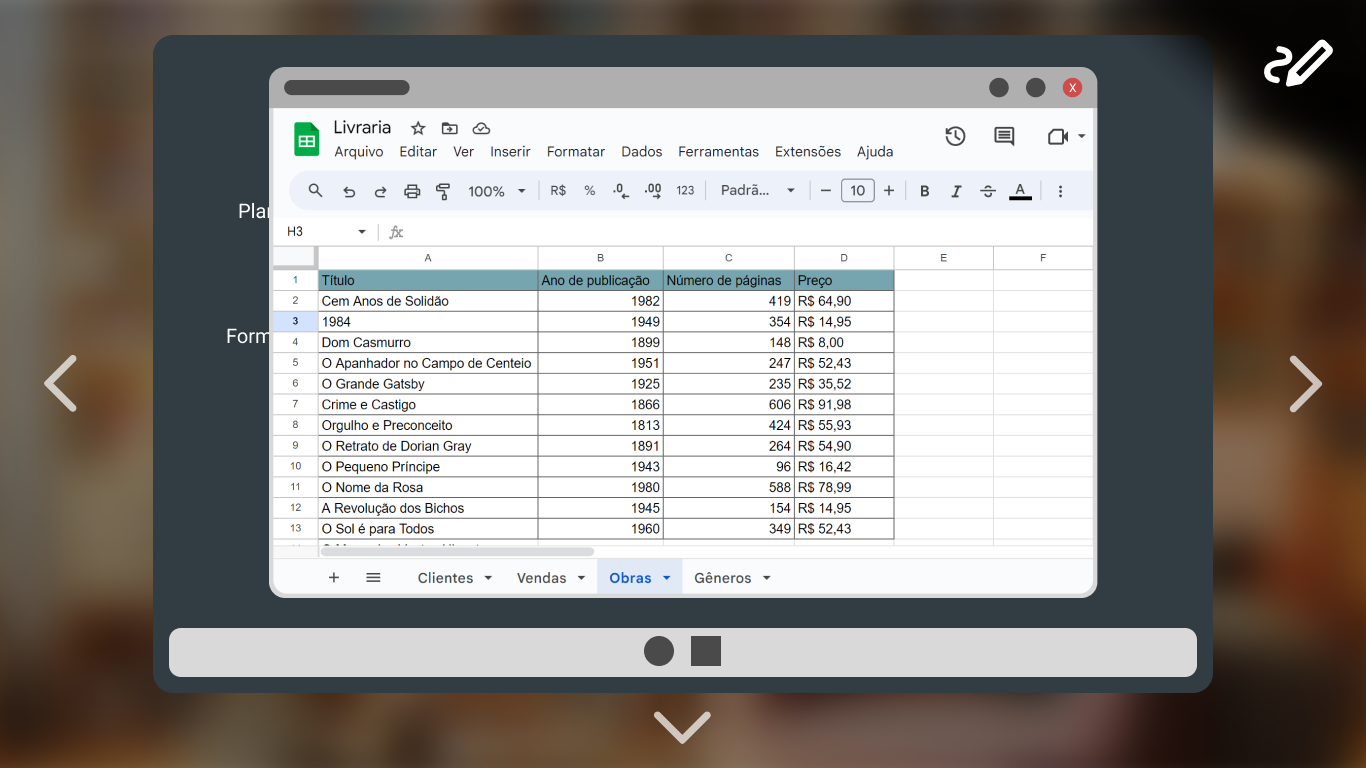 X
Livraria
Arquivo Editar Ver Inserir Formatar Dados Ferramentas Extensões Ajuda
100% R$ % .0 .00 123 Padrã... 10 B I S A
Plan
H3 fx
A B C D E F
1 Título Ano de publicação Número de páginas Preço
2 Cem Anos de Solidão 1982 419 R$ 64,90
3 1984 1949 354 R$ 14,95
Form
4 Dom Casmurro 1899 148 R$ 8,00
5 O Apanhador no Campo de Centeio 1951 247 R$ 52,43
6 O Grande Gatsby 1925 235 R$ 35,52
7 Crime e Castigo 1866 606 R$ 91,98
8 Orgulho e Preconceito 1813 424 R$ 55,93
9 O Retrato de Dorian Gray 1891 264 R$ 54,90
10 O Pequeno Príncipe 1943 96 R$ 16,42
11 O Nome da Rosa 1980 588 R$ 78,99
12 A Revolução dos Bichos 1945 154 R$ 14,95
13 O Sol é para Todos 1960 349 R$ 52,43
Clientes Vendas Obras Gêneros